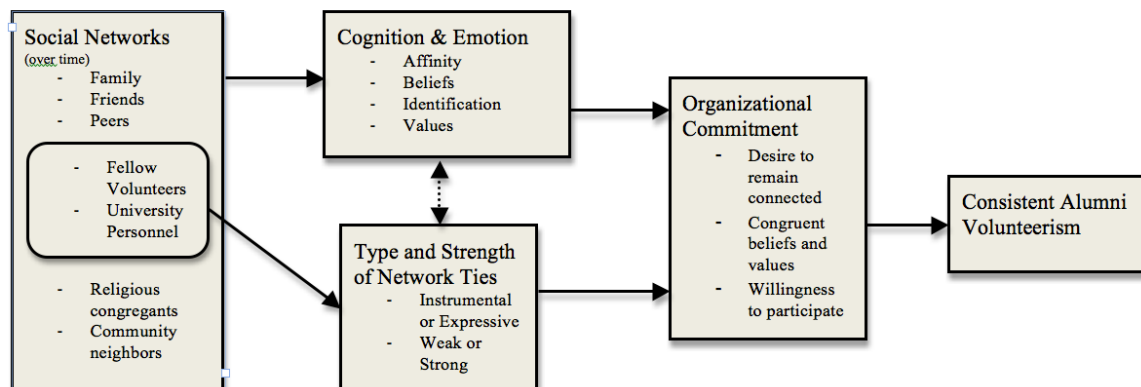 Social Networks
(over time)
- Family
- Friends
- Peers
- Fellow
Volunteers
- University
Personnel
- Religious
congregants
- Community
neighbors
Cognition & Emotion
- Affinity
- Beliefs
- Identification
- Values
Type and Strength
of Network Ties
- Instrumental
or Expressive
- Weak or
Strong
Organizational
Commitment
- Desire to
remain
connected
- Congruent
beliefs and
values
- Willingness
to participate
Consistent Alumni
Volunteerism